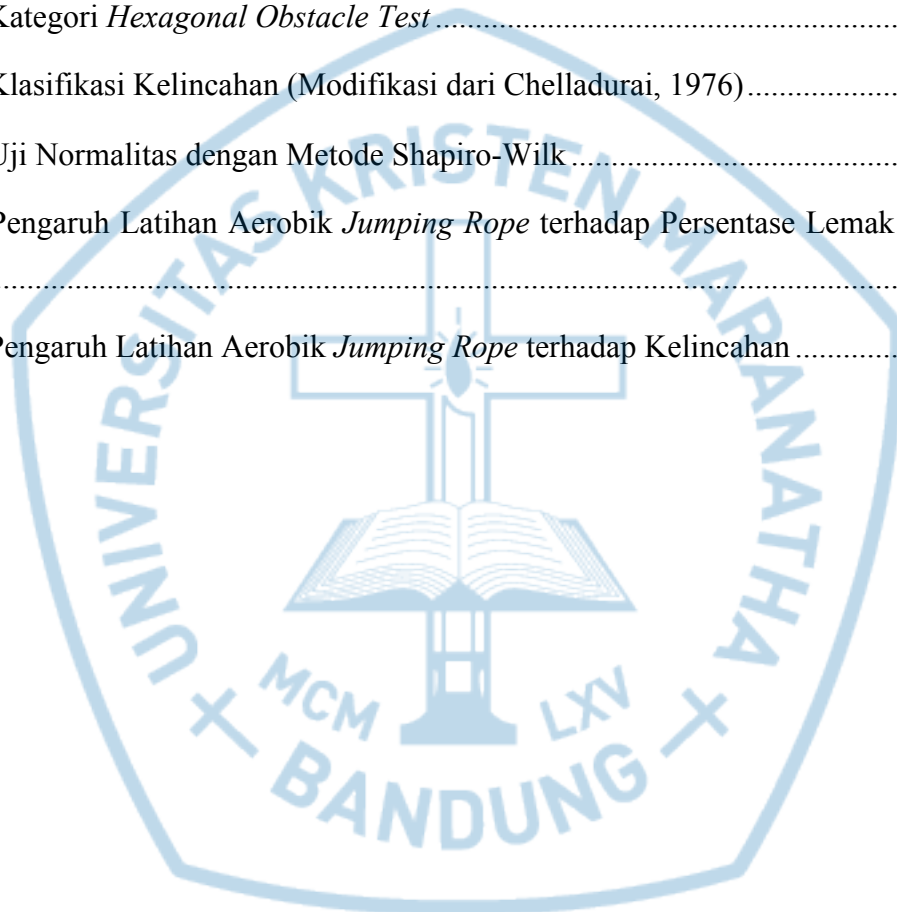 Kategori Hexagonal Obstacle Test ..........................................................
Klasifikasi Kelincahan (Modifikasi dari Chelladurai, 1976) ...................
Uji Normalitas dengan Metode Shapiro-Wilk .........................................
Pengaruh Latihan Aerobik Jumping Rope terhadap Persentase Lemak
..................................................................................................................
Pengaruh Latihan Aerobik Jumping Rope terhadap Kelincahan .............
UNIVERSITAS KRISTEN MARANATHA
MCM LXV
BANDUNG